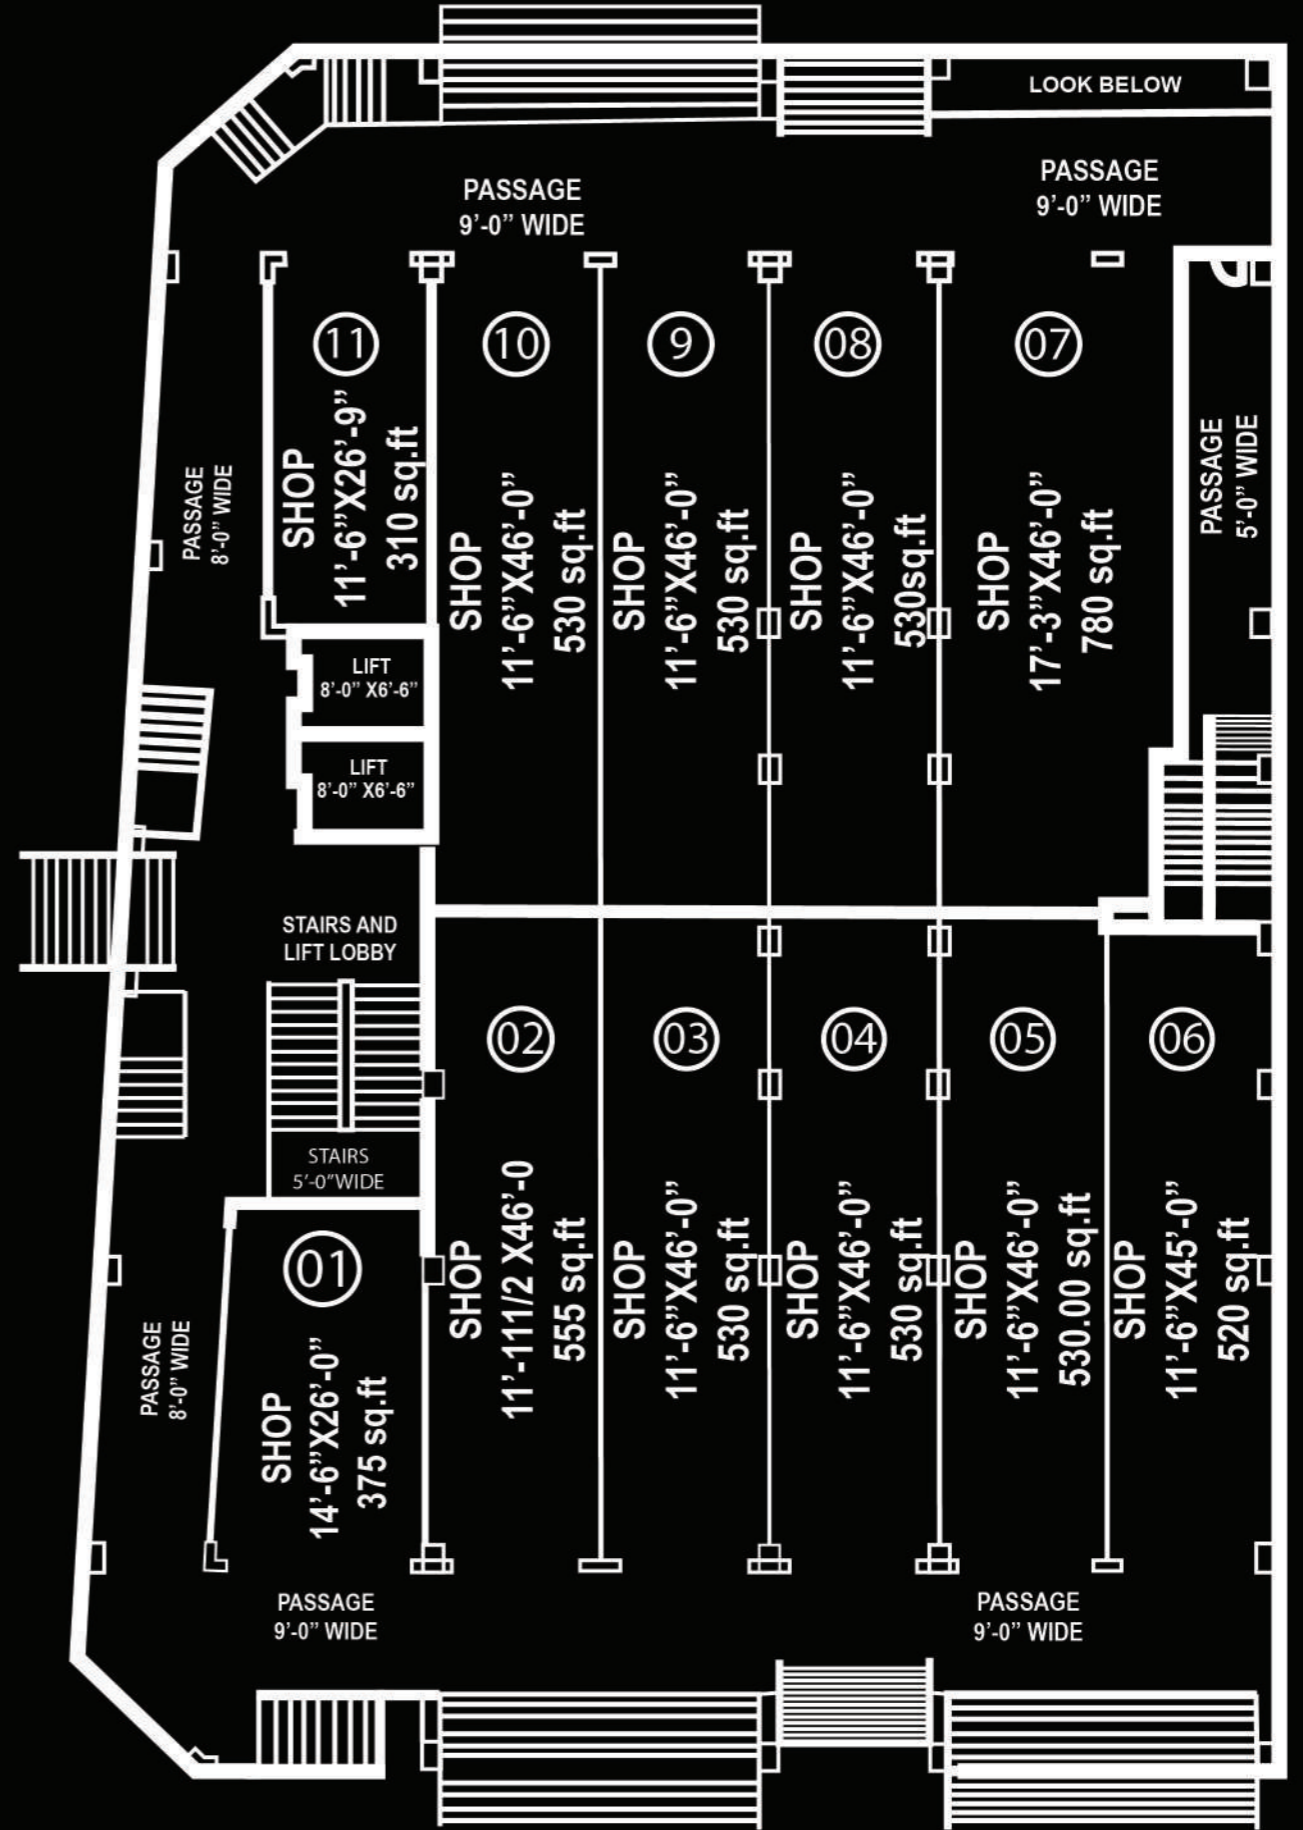 LOOK BELOW
PASSAGE
9’-0” WIDE
PASSAGE
9’-0” WIDE
11
SHOP
11’-6”X26’-9”
310 sq.ft
10
SHOP
11’-6”X46’-0”
530 sq.ft
9
SHOP
11’-6”X46’-0”
530 sq.ft
08
SHOP
11’-6”X46’-0”
530sq.ft
07
SHOP
17’-3”X46’-0”
780 sq.ft
PASSAGE
5’-0” WIDE
PASSAGE
8’-0” WIDE
LIFT
8’-0” X6’-6”
LIFT
8’-0” X6’-6”
STAIRS AND
LIFT LOBBY
STAIRS
5’-0”WIDE
01
SHOP
14’-6”X26’-0”
375 sq.ft
02
SHOP
11’-111/2 X46’-0
555 sq.ft
03
SHOP
11’-6”X46’-0”
530 sq.ft
04
SHOP
11’-6”X46’-0”
530 sq.ft
05
SHOP
11’-6”X46’-0”
530.00 sq.ft
06
SHOP
11’-6”X45’-0”
520 sq.ft
PASSAGE
8’-0” WIDE
PASSAGE
9’-0” WIDE
PASSAGE
9’-0” WIDE